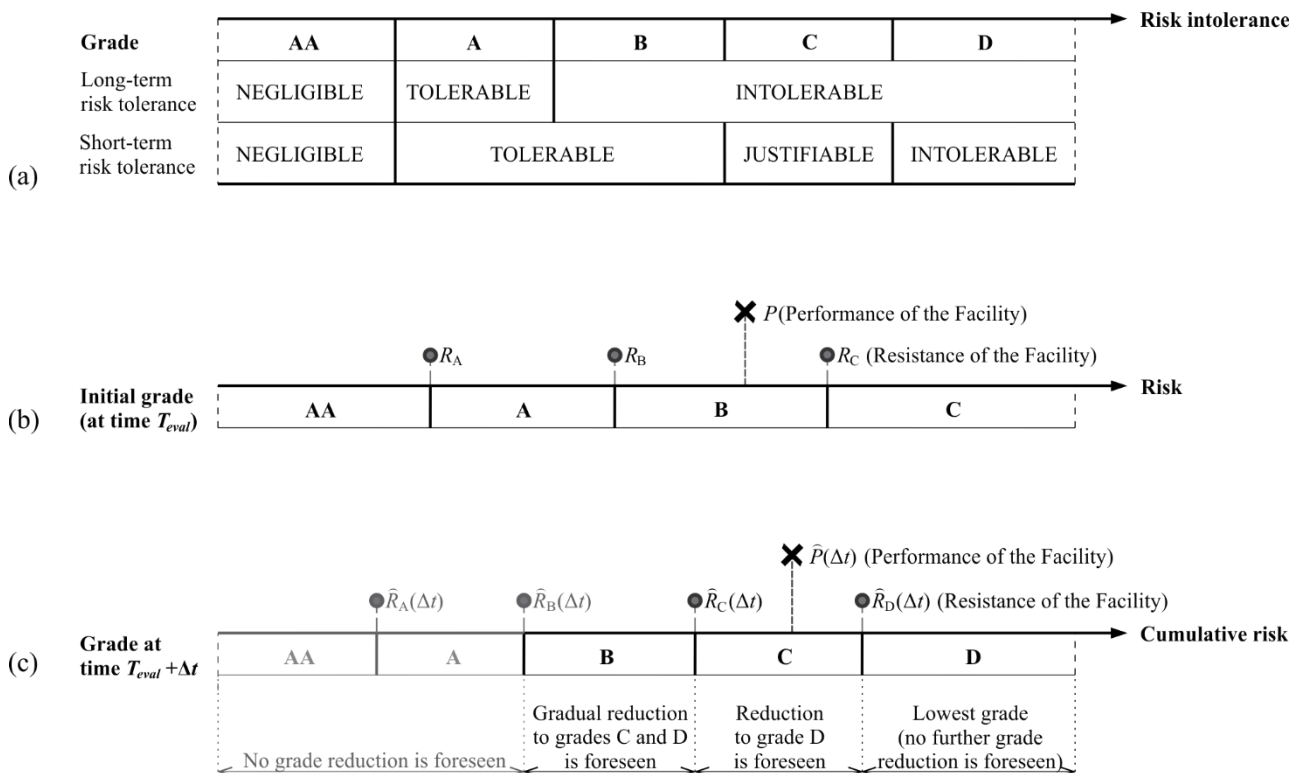 Risk intolerance
Grade AA A B C D
Long-term
risk tolerance
NEGLIGIBLE TOLERABLE INTOLERABLE
Short-term
risk tolerance
NEGLIGIBLE TOLERABLE JUSTIFIABLE INTOLERABLE
(a)
P(Performance of the Facility)
R_A R_B R_C (Resistance of the Facility)
Risk
(b)
Initial grade
(at time T_eval)
AA A B C
P̂(Δt) (Performance of the Facility)
R̂_A(Δt) R̂_B(Δt) R̂_C(Δt) R̂_D(Δt) (Resistance of the Facility)
Cumulative risk
(c)
Grade at
time T_eval +Δt
AA A B C D
No grade reduction is foreseen
Gradual reduction
to grades C and D
is foreseen
Reduction
to grade D
is foreseen
Lowest grade
(no further grade
reduction is foreseen)